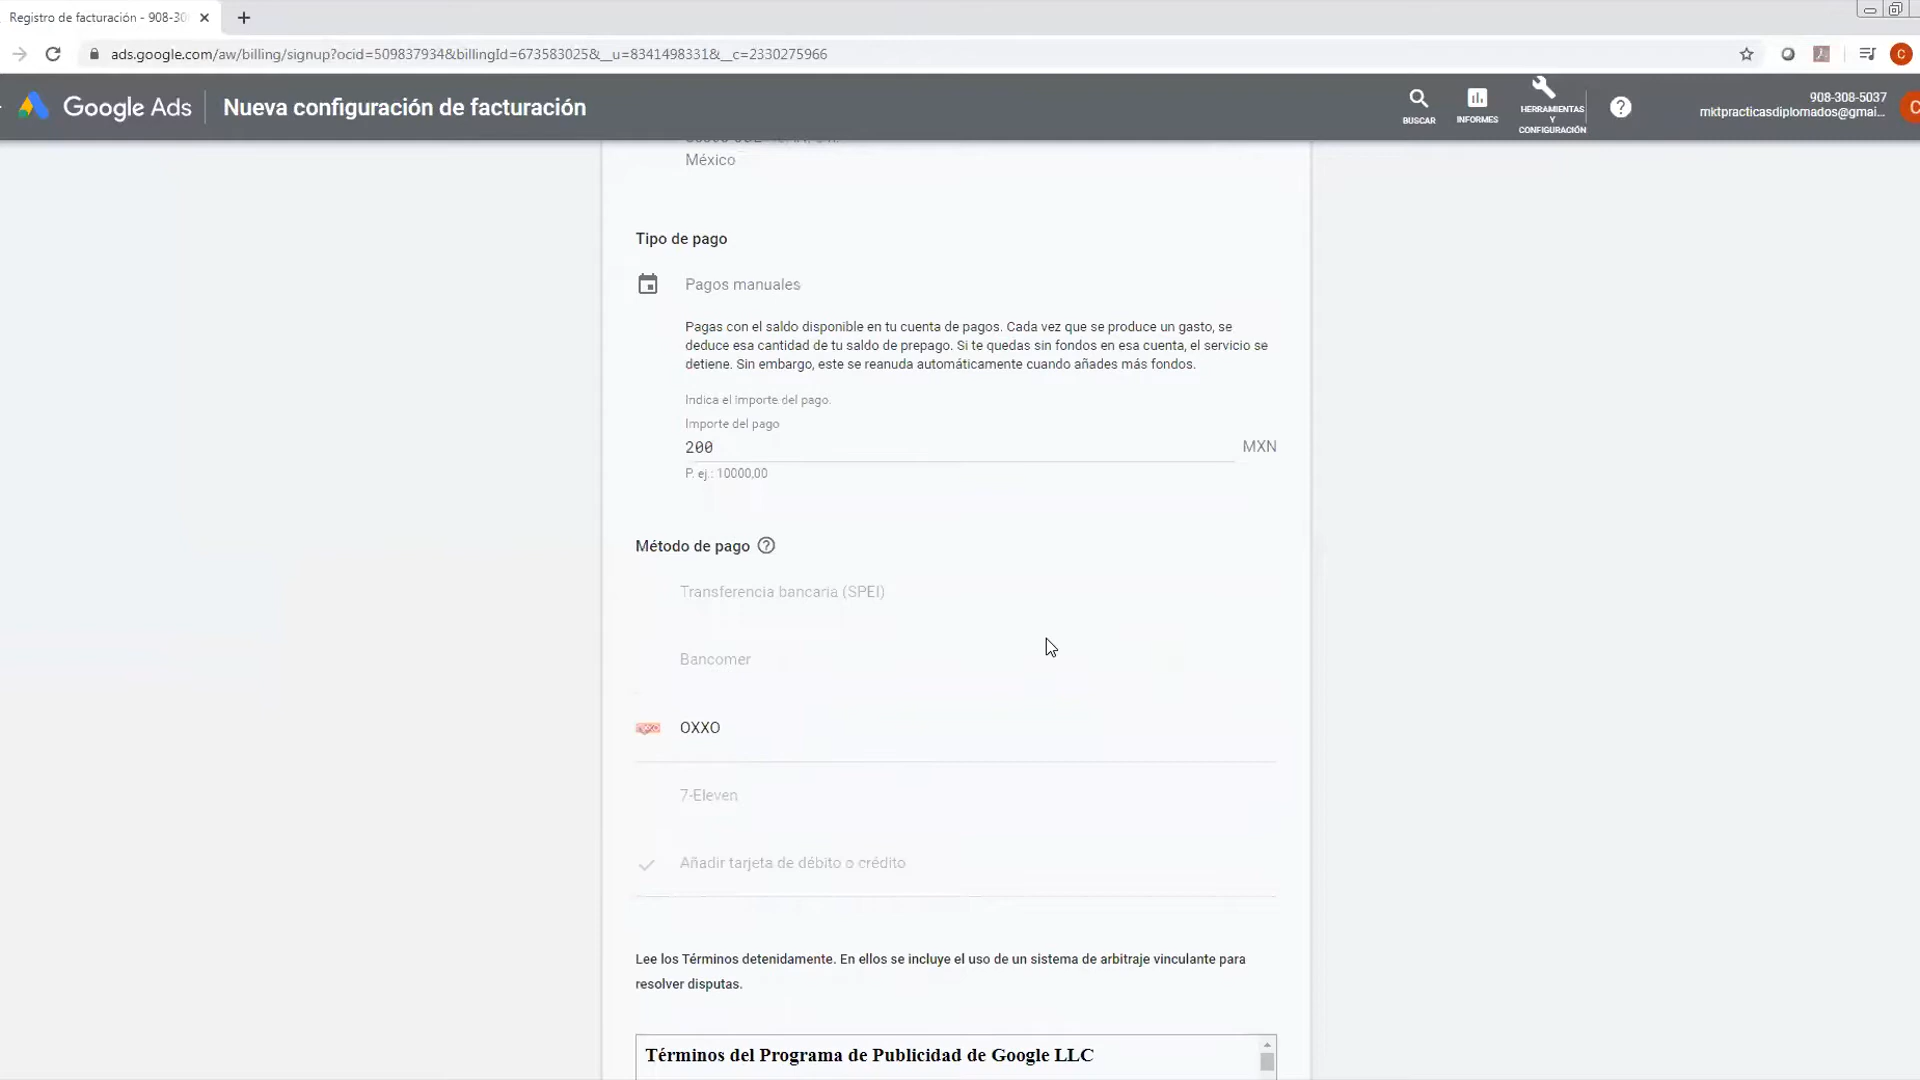 Registro de facturación - 908-30
ads.google.com/aw/billing/signup?ocid=509837934&billingId=673583025&__u=8341498331&__c=2330275966
C
Google Ads
Nueva configuración de facturación
BUSCAR
INFORMES
HERRAMIENTAS
Y
CONFIGURACIÓN
908-308-5037
mktpracticasdiplomados@gmai...
C
México
Tipo de pago
Pagos manuales
Pagas con el saldo disponible en tu cuenta de pagos. Cada vez que se produce un gasto, se
deduce esa cantidad de tu saldo de prepago. Si te quedas sin fondos en esa cuenta, el servicio se
detiene. Sin embargo, este se reanuda automáticamente cuando añades más fondos.
Indica el importe del pago.
Importe del pago
200
MXN
P. ej.: 10000,00
Método de pago
Transferencia bancaria (SPEI)
Bancomer
OXXO
7-Eleven
Añadir tarjeta de débito o crédito
Lee los Términos detenidamente. En ellos se incluye el uso de un sistema de arbitraje vinculante para
resolver disputas.
Términos del Programa de Publicidad de Google LLC